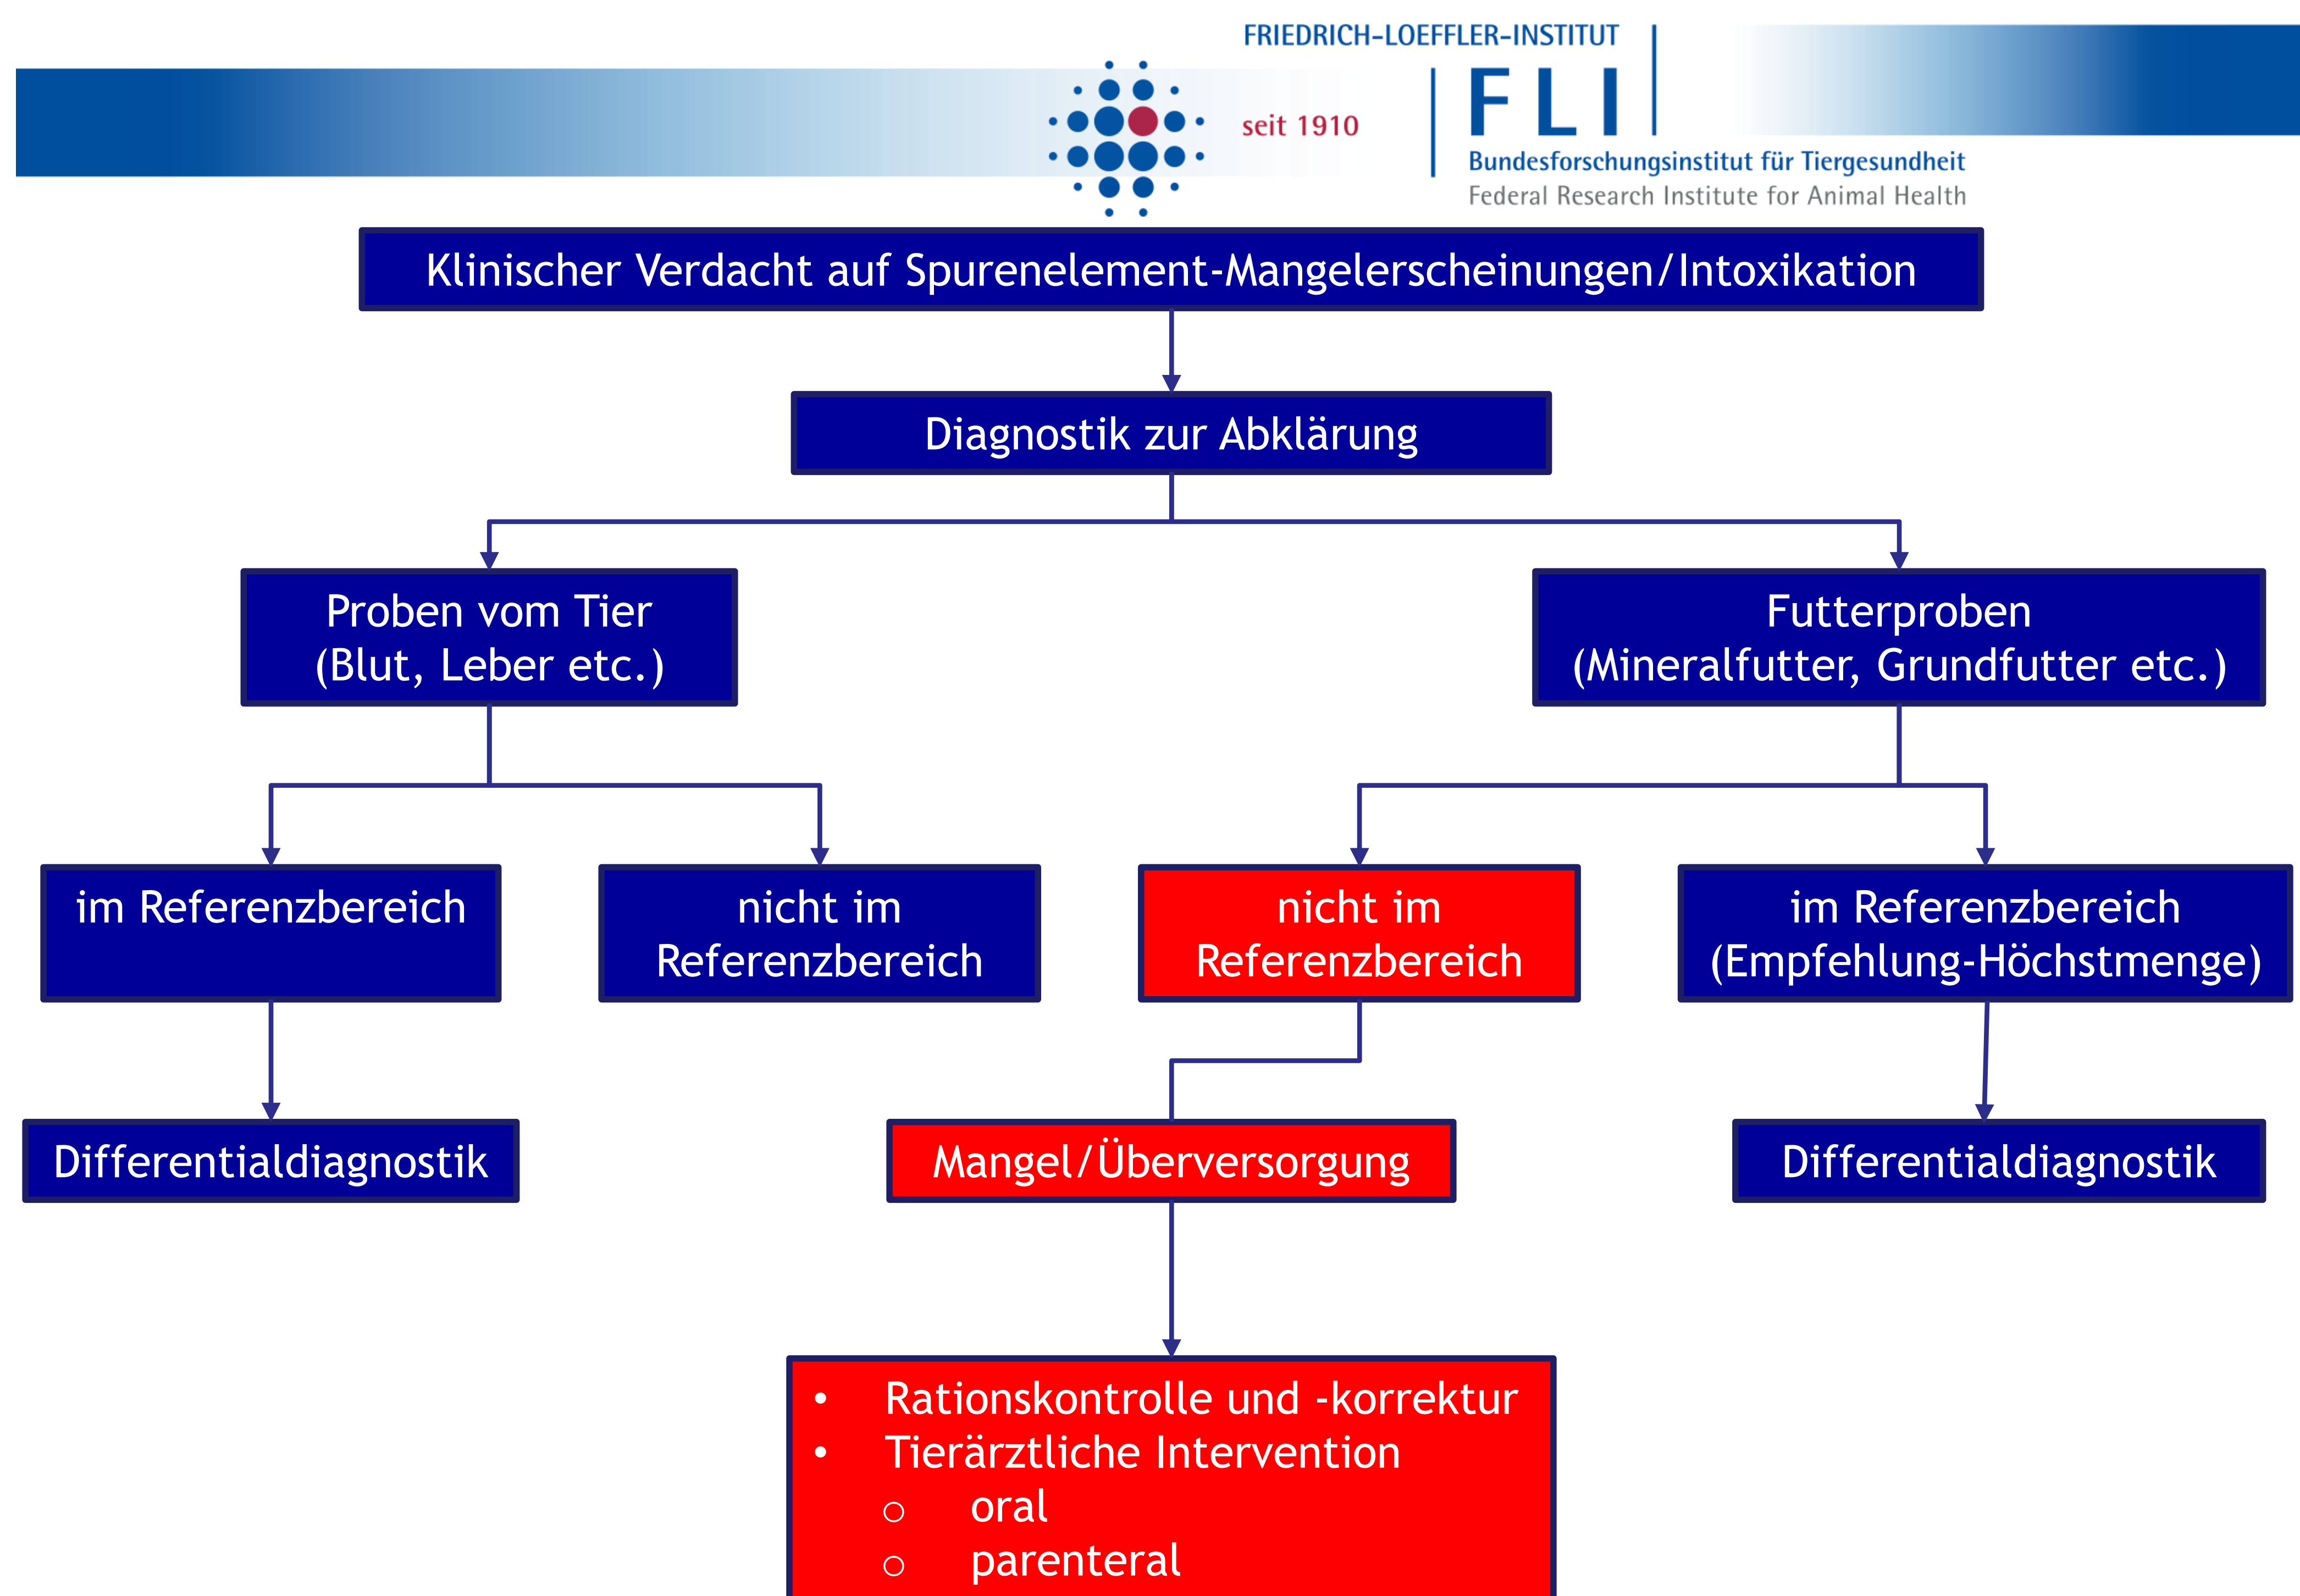 FRIEDRICH-LOEFFLER-INSTITUT
seit 1910
FLI
Bundesforschungsinstitut für Tiergesundheit
Federal Research Institute for Animal Health
Klinischer Verdacht auf Spurenelement-Mangelerscheinungen/Intoxikation
Diagnostik zur Abklärung
Proben vom Tier
(Blut, Leber etc.)
Futterproben
(Mineralfutter, Grundfutter etc.)
im Referenzbereich
nicht im
Referenzbereich
nicht im
Referenzbereich
im Referenzbereich
(Empfehlung-Höchstmenge)
Differentialdiagnostik
Mangel/Überversorgung
Differentialdiagnostik
• Rationskontrolle und -korrektur
• Tierärztliche Intervention
o oral
o parenteral